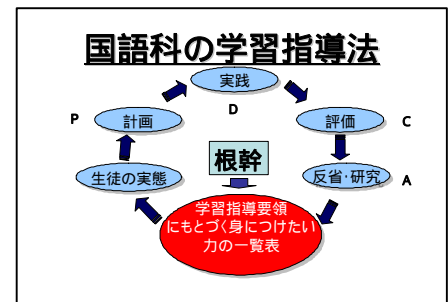 国語科の学習指導法
実践
D
P
計画
評価
C
根幹
生徒の実態
反省・研究
A
学習指導要領
にもとづく身につけたい
力の一覧表